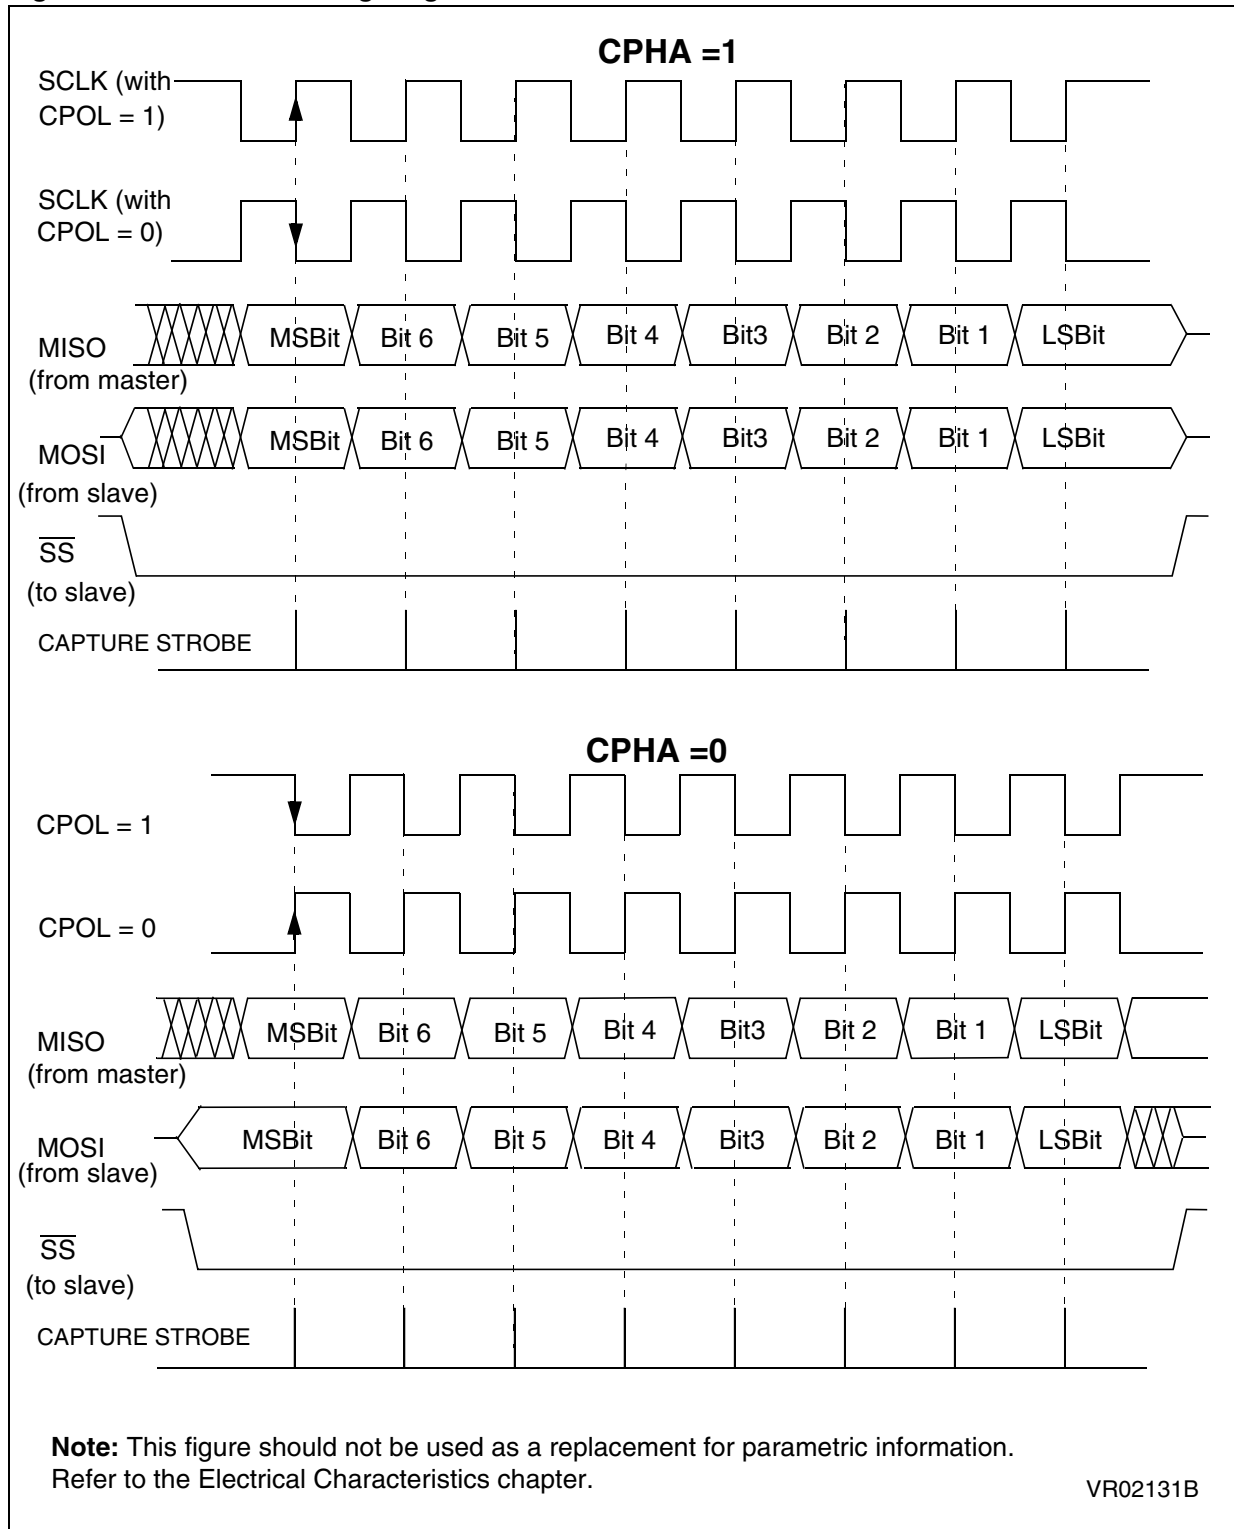 CPHA =1
SCLK (with
CPOL = 1)
SCLK (with
CPOL = 0)
MISO
(from master)
MSBit Bit 6 Bit 5 Bit 4 Bit3 Bit 2 Bit 1 LSBit
MOSI
(from slave)
MSBit Bit 6 Bit 5 Bit 4 Bit3 Bit 2 Bit 1 LSBit
SS
(to slave)
CAPTURE STROBE
CPHA =0
CPOL = 1
CPOL = 0
MISO
(from master)
MSBit Bit 6 Bit 5 Bit 4 Bit3 Bit 2 Bit 1 LSBit
MOSI
(from slave)
MSBit Bit 6 Bit 5 Bit 4 Bit3 Bit 2 Bit 1 LSBit
SS
(to slave)
CAPTURE STROBE
Note: This figure should not be used as a replacement for parametric information.
Refer to the Electrical Characteristics chapter.
VR02131B